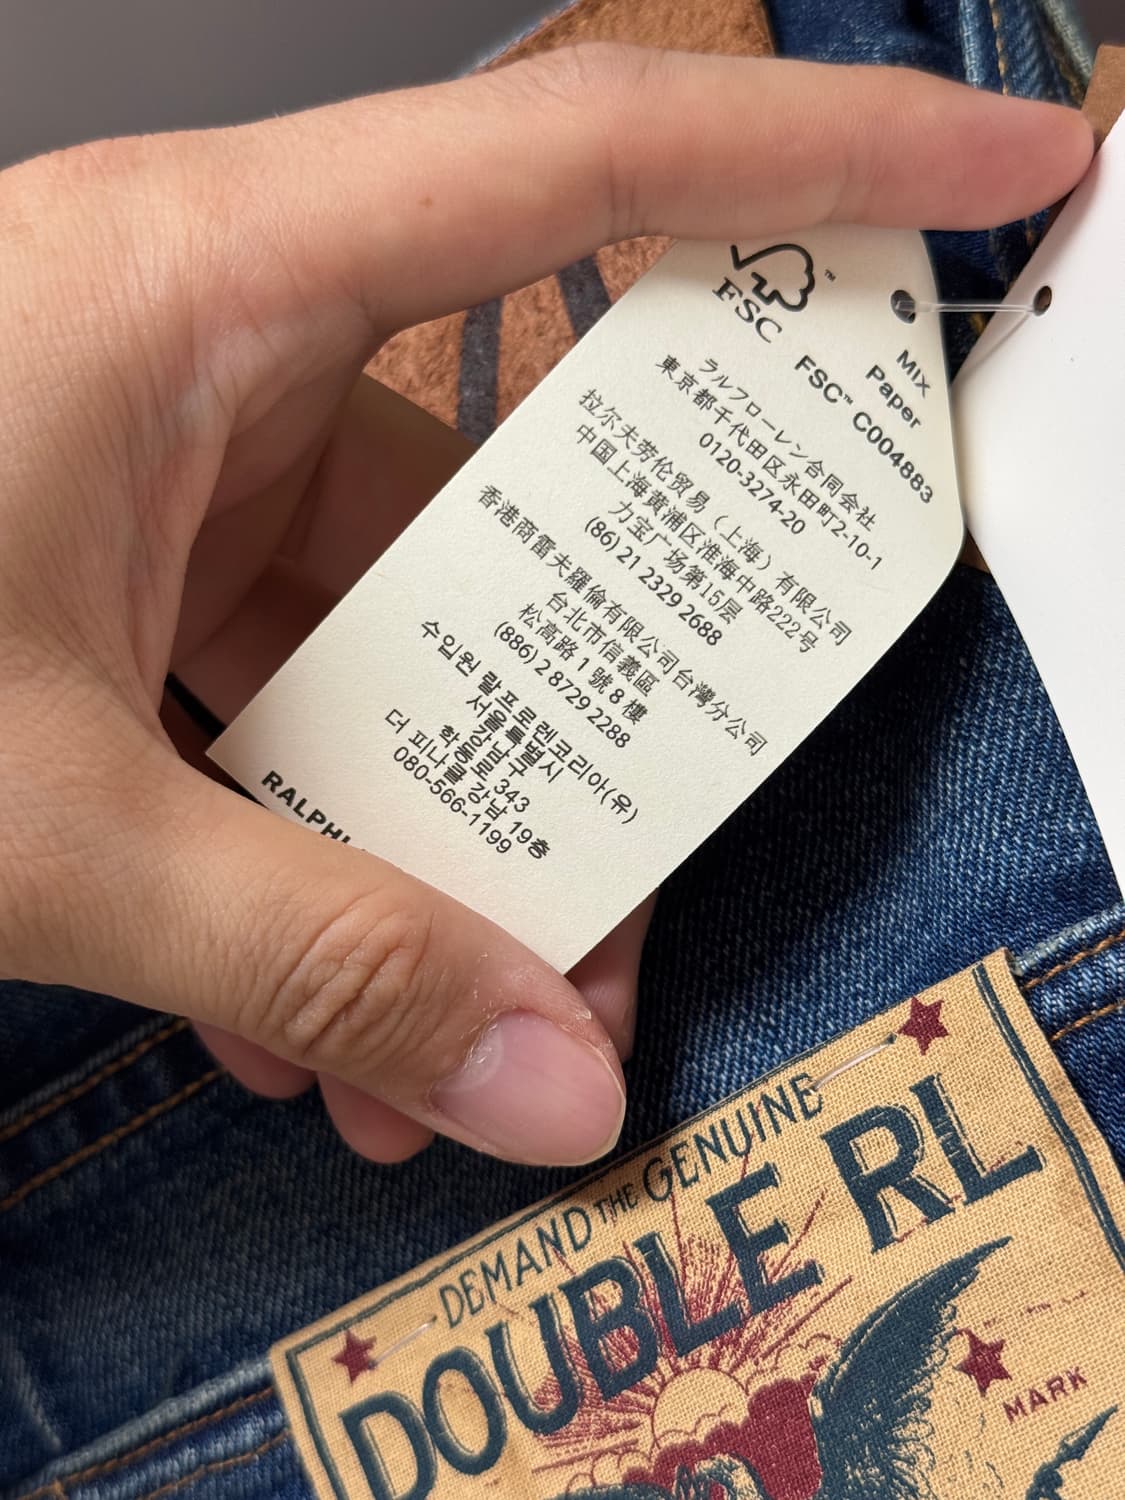 FSC
MIX
Paper
FSC™ C004883
ラルフローレン合同会社
東京都千代田区永田町2-10-1
0120-3274-20
拉尔夫劳伦贸易（上海）有限公司
中国上海黄浦区淮海中路222号
力宝广场第15层
(86) 21 2329 2688
香港商雷夫羅倫有限公司台灣分公司
台北市信義區
松高路 1 號 8 樓
(886) 2 8729 2288
수입원 랄프로렌코리아(유)
서울특별시
강남구
학동로 343
더 피나클강남 19층
080-566-1199
RALPH
DEMAND THE GENUINE
DOUBLE RL
MARK